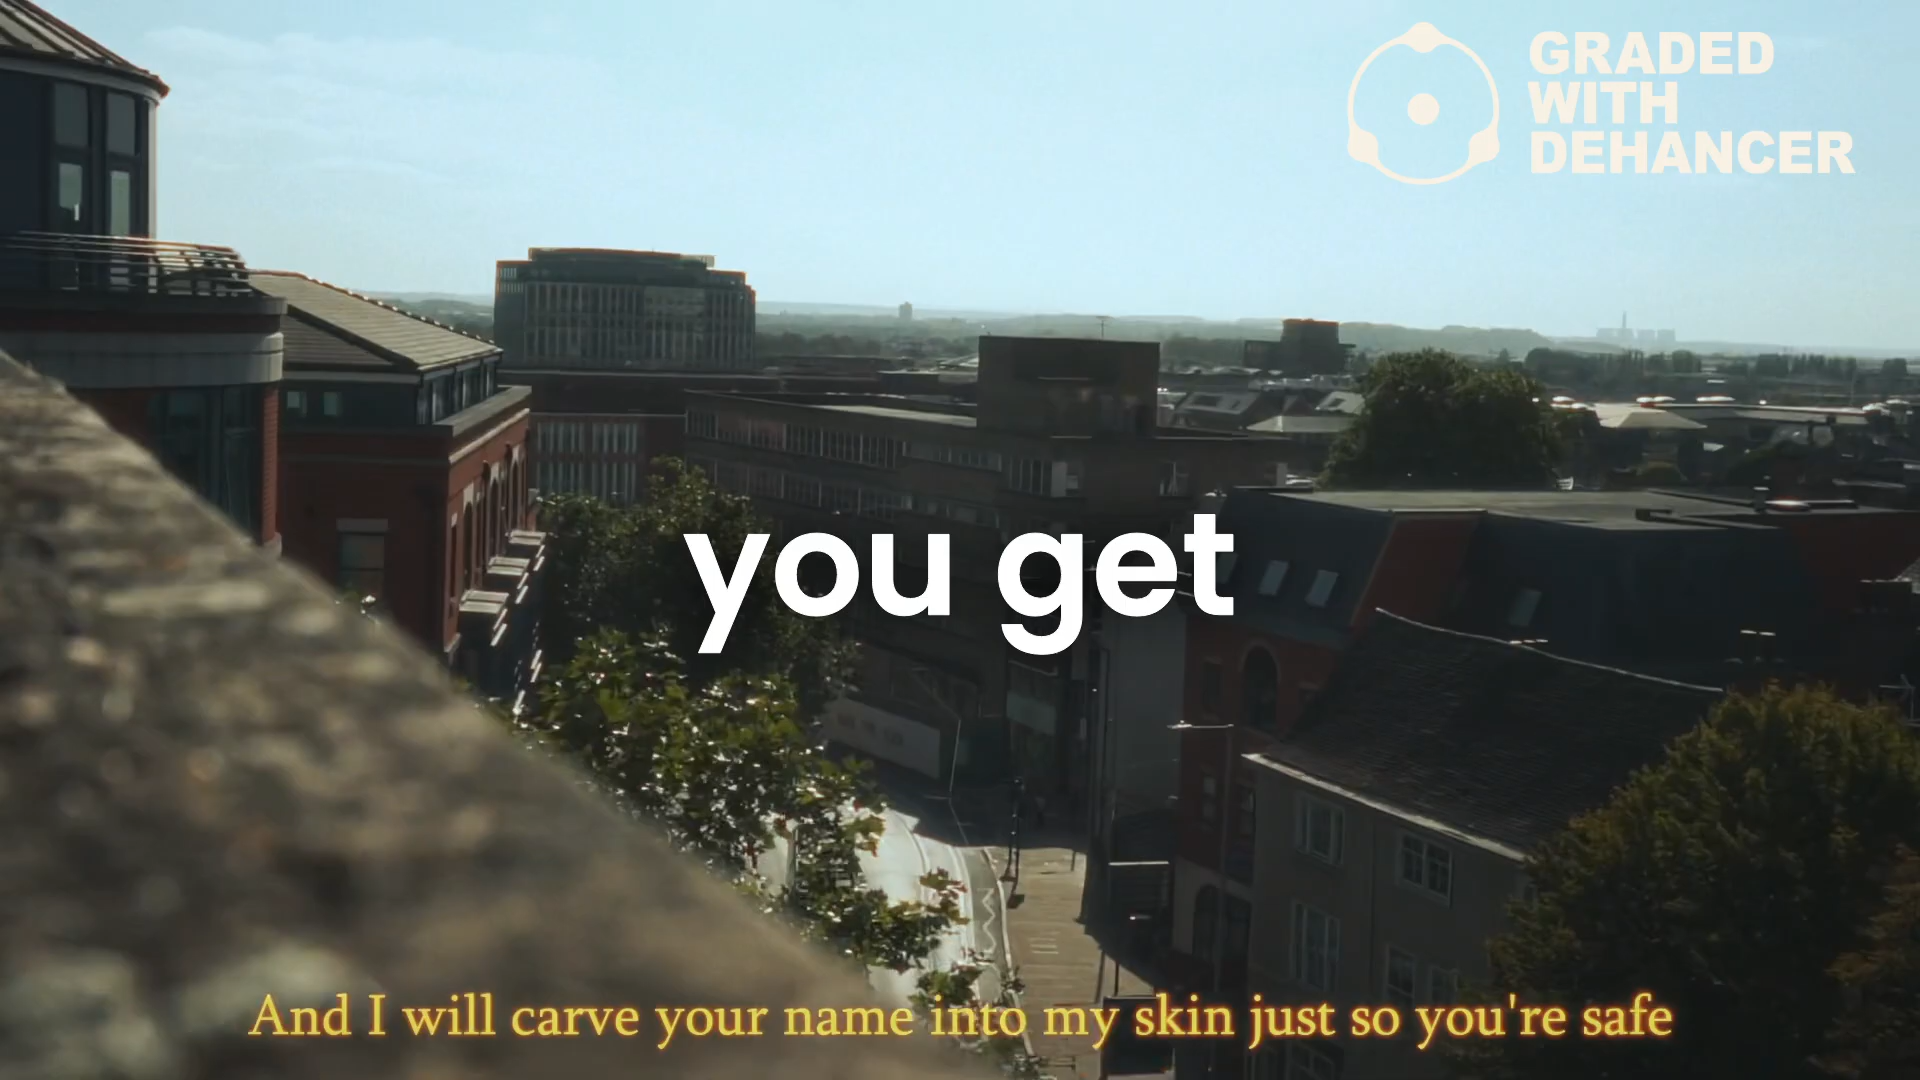 GRADED
WITH
DEHANCER
you get
And I will carve your name into my skin just so you're safe